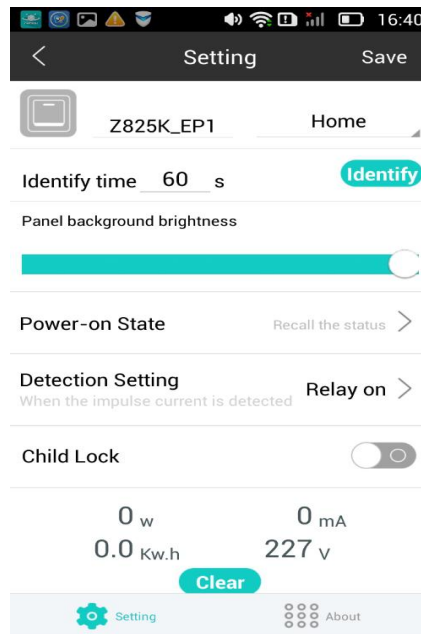 16:40
Setting Save
Z825K_EP1 Home
Identify time 60 s Identify
Panel background brightness
Power-on State Recall the status
Detection Setting
When the impulse current is detected Relay on
Child Lock
0 w 0 mA
0.0 Kw.h 227 V
Clear
Setting About